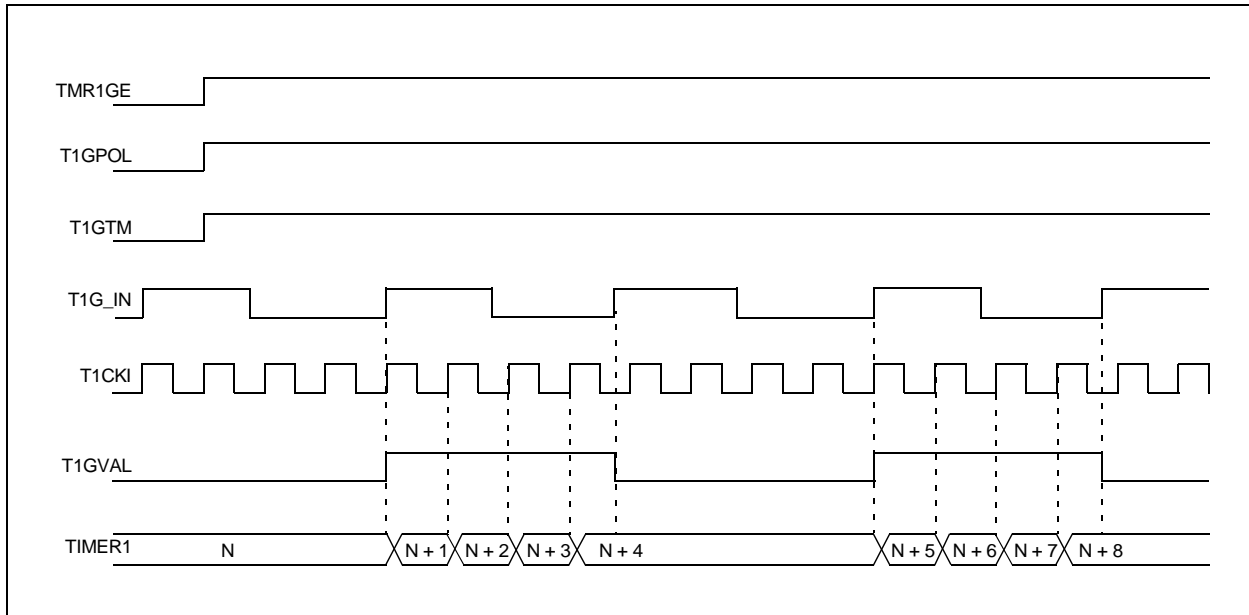 TMR1GE
T1GPOL
T1GTM
T1G_IN
T1CKI
T1GVAL
TIMER1 N N + 1 N + 2 N + 3 N + 4 N + 5 N + 6 N + 7 N + 8